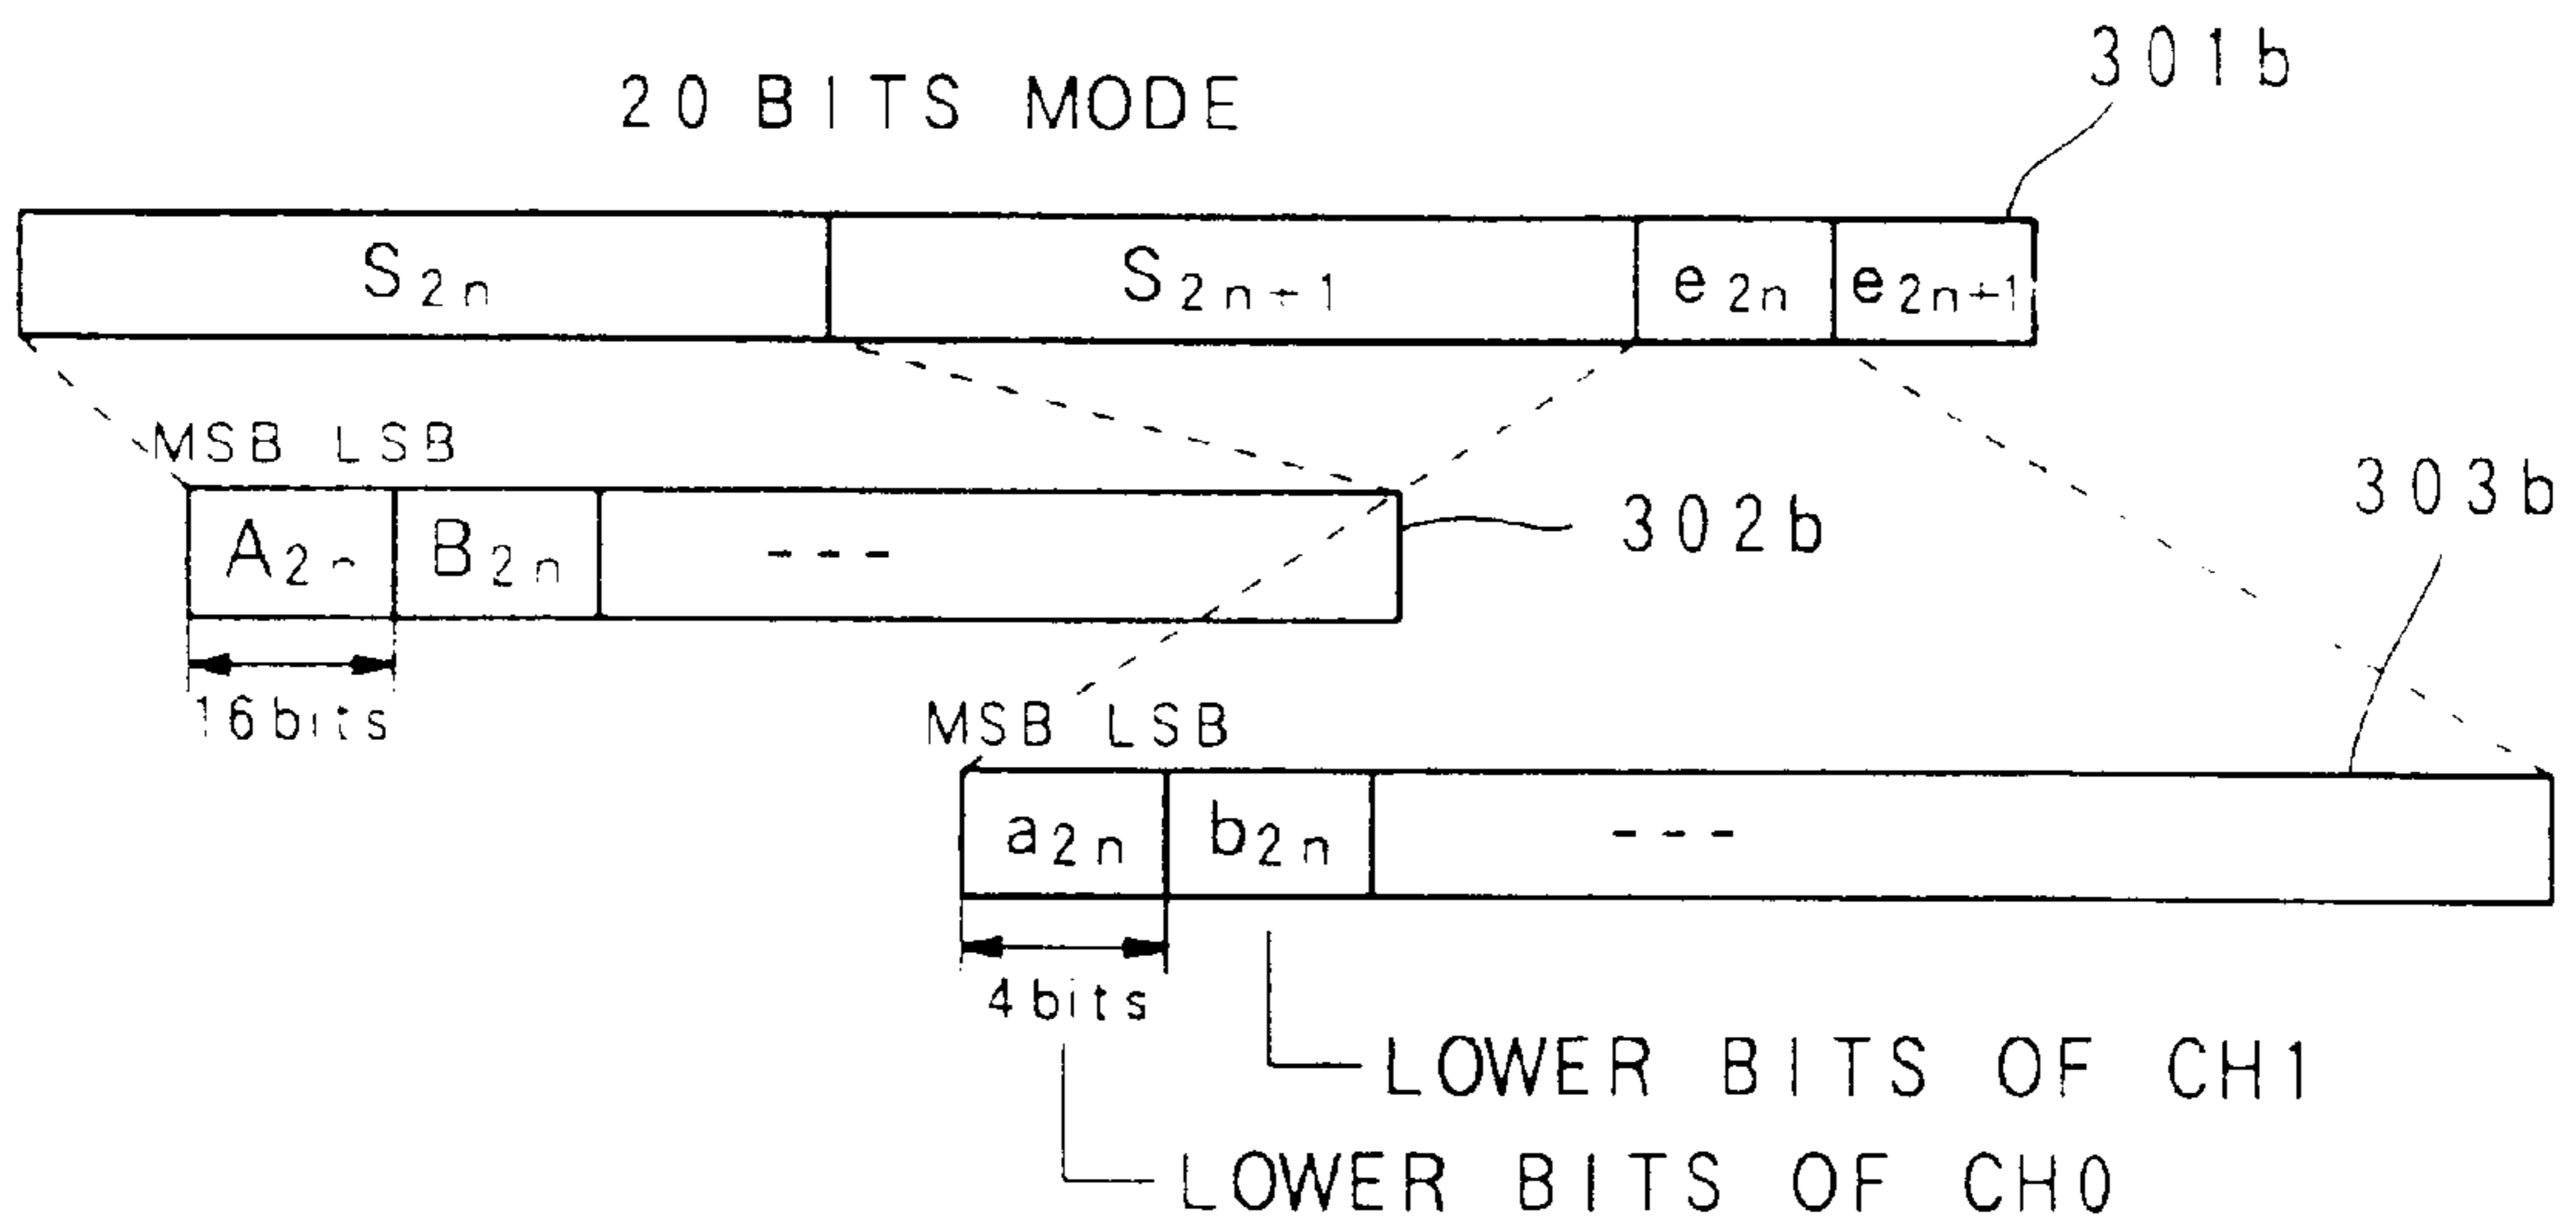 301b
20 BITS MODE
S2n S2n+1 e2n e2n+1
MSB LSB
303b
A2n B2n --- 302b
16bits
MSB LSB
a2n b2n ---
4bits
LOWER BITS OF CH1
LOWER BITS OF CH0